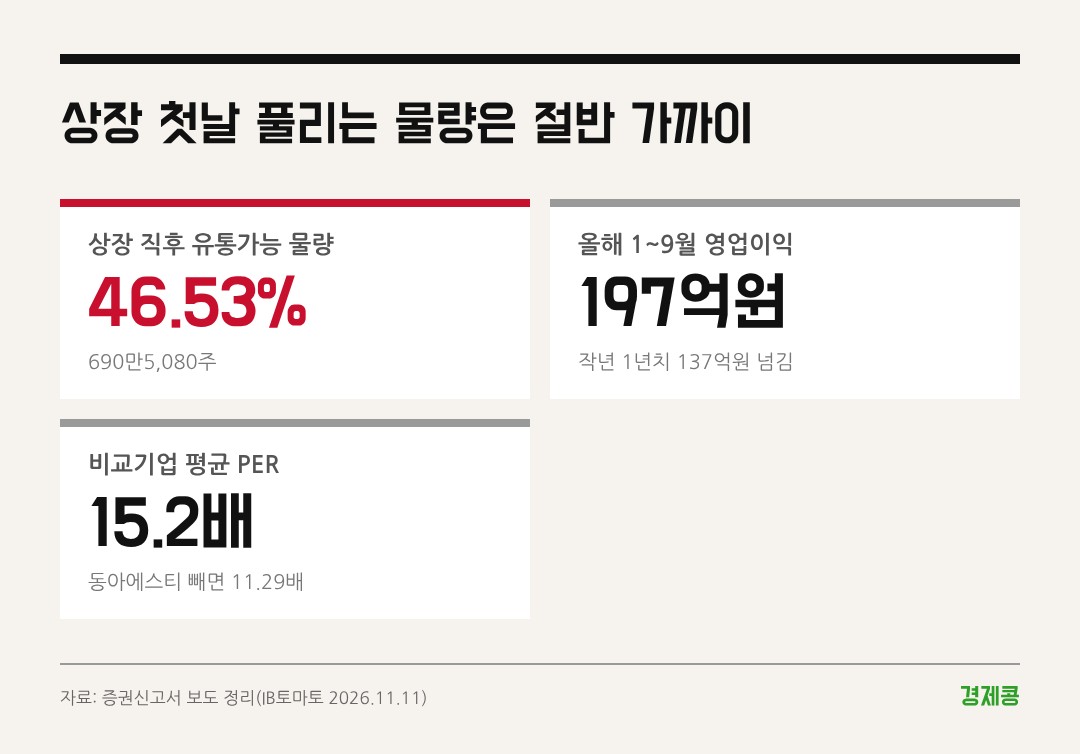 상장 첫날 풀리는 물량은 절반 가까이
상장 직후 유통가능 물량
46.53%
690만5,080주
올해 1~9월 영업이익
197억원
작년 1년치 137억원 넘김
비교기업 평균 PER
15.2배
동아에스티 빼면 11.29배
자료: 증권신고서 보도 정리(IB토마토 2026.11.11)
경제콩